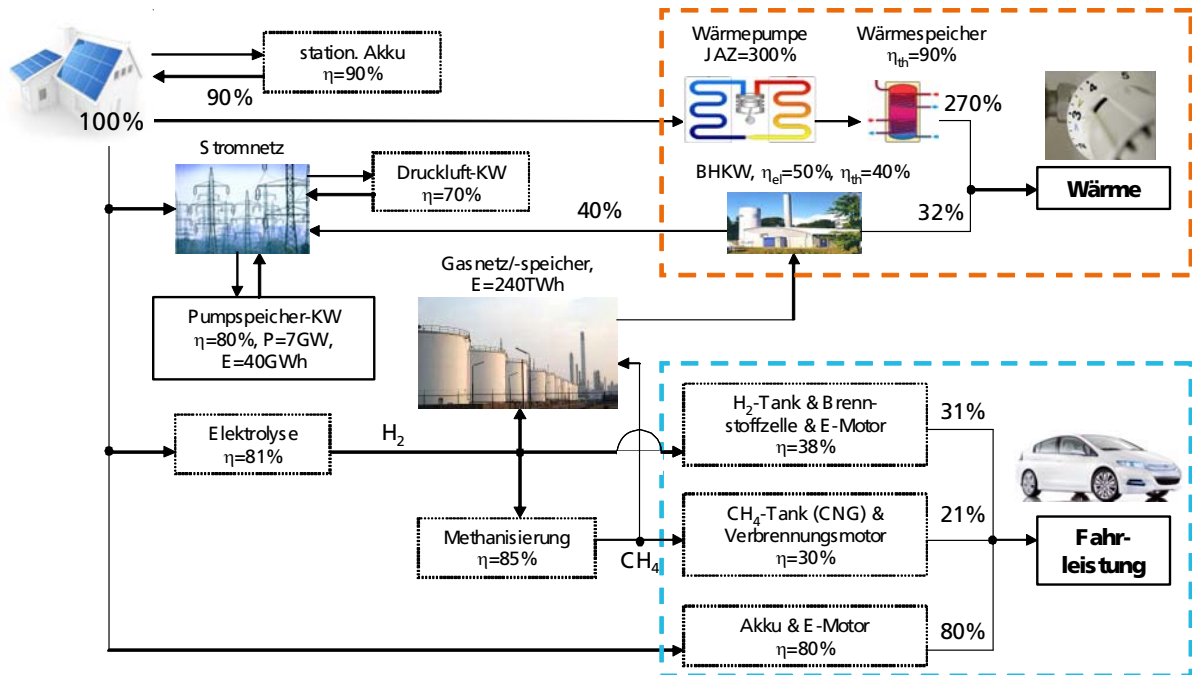 station. Akku
η=90%
90%
100%
Wärmepumpe
JAZ=300%
Wärmespeicher
ηth=90%
270%
Wärme
Stromnetz
Druckluft-KW
η=70%
BHKW, ηel=50%, ηth=40%
40%
32%
Gasnetz/-speicher,
E=240TWh
Pumpspeicher-KW
η=80%, P=7GW,
E=40GWh
Elektrolyse
η=81%
H2
H2-Tank & Brenn-
stoffzelle & E-Motor
η=38%
31%
Methanisierung
η=85%
CH4
CH4-Tank (CNG) &
Verbrennungsmotor
η=30%
21%
Fahr-
leistung
Akku & E-Motor
η=80%
80%